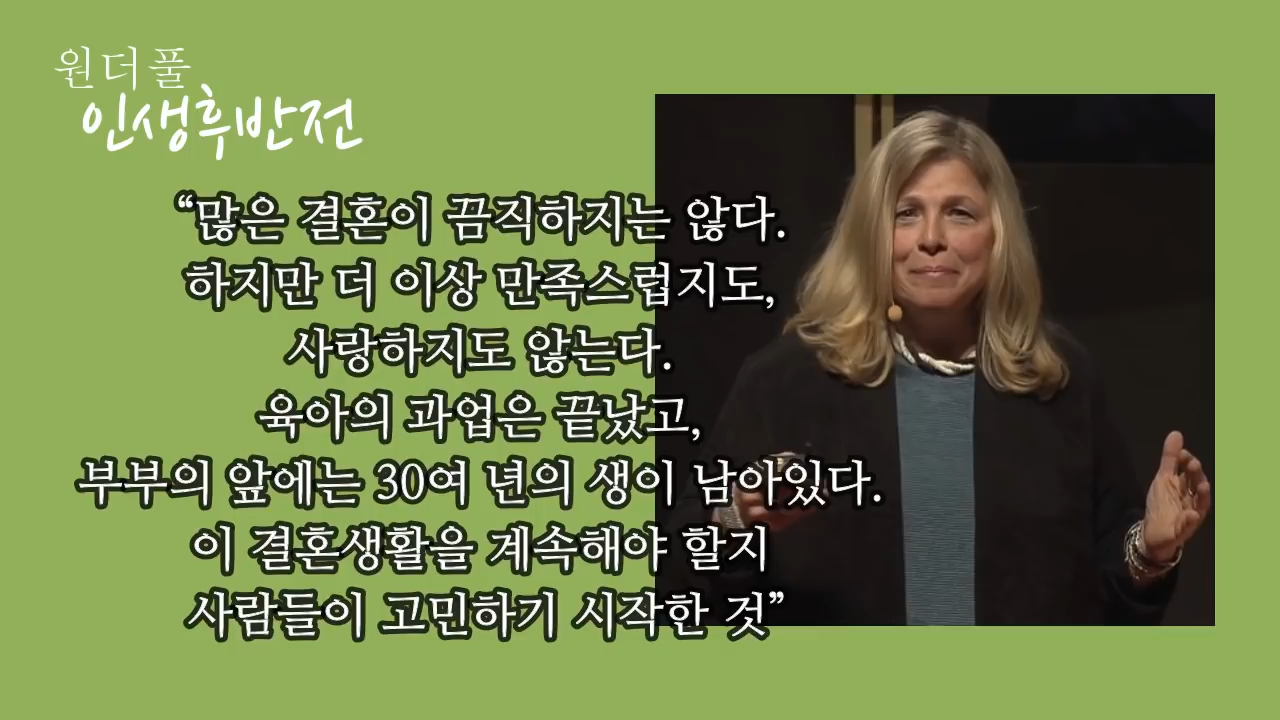 원더풀
인생후반전
“많은 결혼이 끔직하지는 않다.
하지만 더 이상 만족스럽지도,
사랑하지도 않는다.
육아의 과업은 끝났고,
부부의 앞에는 30여 년의 생이 남아있다.
이 결혼생활을 계속해야 할지
사람들이 고민하기 시작한 것”